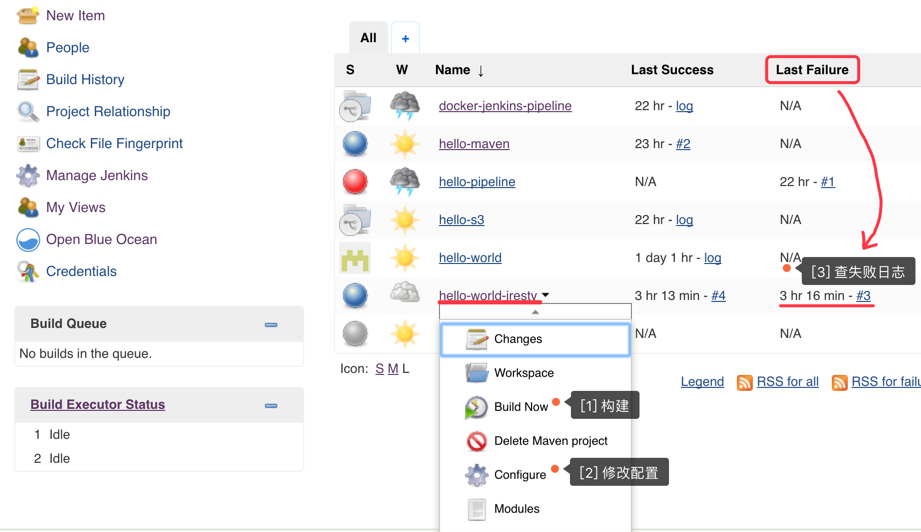 New Item
People
Build History
Project Relationship
Check File Fingerprint
Manage Jenkins
My Views
Open Blue Ocean
Credentials
Build Queue
No builds in the queue.
Build Executor Status
1 Idle
2 Idle
All +
S W Name ↓ Last Success Last Failure
docker-jenkins-pipeline 22 hr - log N/A
hello-maven 23 hr - #2 N/A
hello-pipeline N/A 22 hr - #1
hello-s3 22 hr - log N/A
hello-world 1 day 1 hr - log N/A
[3] 查失败日志
hello-world-iresty 3 hr 13 min - #4 3 hr 16 min - #3
N/A N/A
Changes
Workspace
Build Now [1] 构建
Delete Maven project
Configure [2] 修改配置
Modules
Icon: S M L
Legend RSS for all RSS for failu